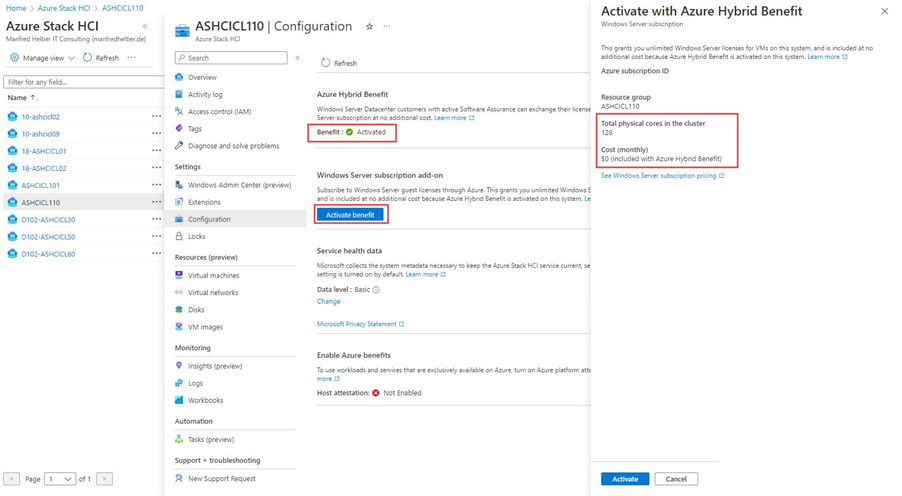 Home > Azure Stack HCI > ASHCICL110
Azure Stack HCI
«
Manfred Helber IT Consulting (manfredhelber.de)
Manage view
Refresh
Filter for any field...
Name ↑↓
10-ashcicl02
10-ashcicl09
18-ASHCICL01
18-ASHCICL02
ASHCICL101
ASHCICL110
D102-ASHCICL30
D102-ASHCICL50
D102-ASHCICL60
< Page 1 of 1 >
ASHCICL110 | Configuration
Azure Stack HCI
Search
«
Overview
Activity log
Access control (IAM)
Tags
Diagnose and solve problems
Settings
Windows Admin Center (preview)
Extensions
Configuration
Locks
Resources (preview)
Virtual machines
Virtual networks
Disks
VM images
Monitoring
Insights (preview)
Logs
Workbooks
Automation
Tasks (preview)
Support + troubleshooting
New Support Request
Refresh
Azure Hybrid Benefit
Windows Server Datacenter customers with active Software Assurance can exchange their license
Server subscription at no additional cost. Learn more
Benefit : Activated
Windows Server subscription add-on
Subscribe to Windows Server guest licenses through Azure. This grants you unlimited Windows S
additional cost because Azure Hybrid Benefit is activated on this system. Le
Activate benefit
Service health data
Microsoft collects the system metadata necessary to keep the Azure Stack HCI service current, se
setting is turned on by default. Learn more
Data level : Basic
Change
Microsoft Privacy Statement
Enable Azure benefits
To use workloads and services that are exclusively available on Azure, turn on Azure platform atte
more
Host attestation: Not Enabled
Activate with Azure Hybrid Benefit
Windows Server subscription
This grants you unlimited Windows Server licenses for VMs on this system, and is included at no
additional cost because Azure Hybrid Benefit is activated on this system. Learn more
Azure subscription ID
Resource group
ASHCICL110
Total physical cores in the cluster
128
Cost (monthly)
$0 (included with Azure Hybrid Benefit)
See Windows Server subscription pricing
Activate
Cancel